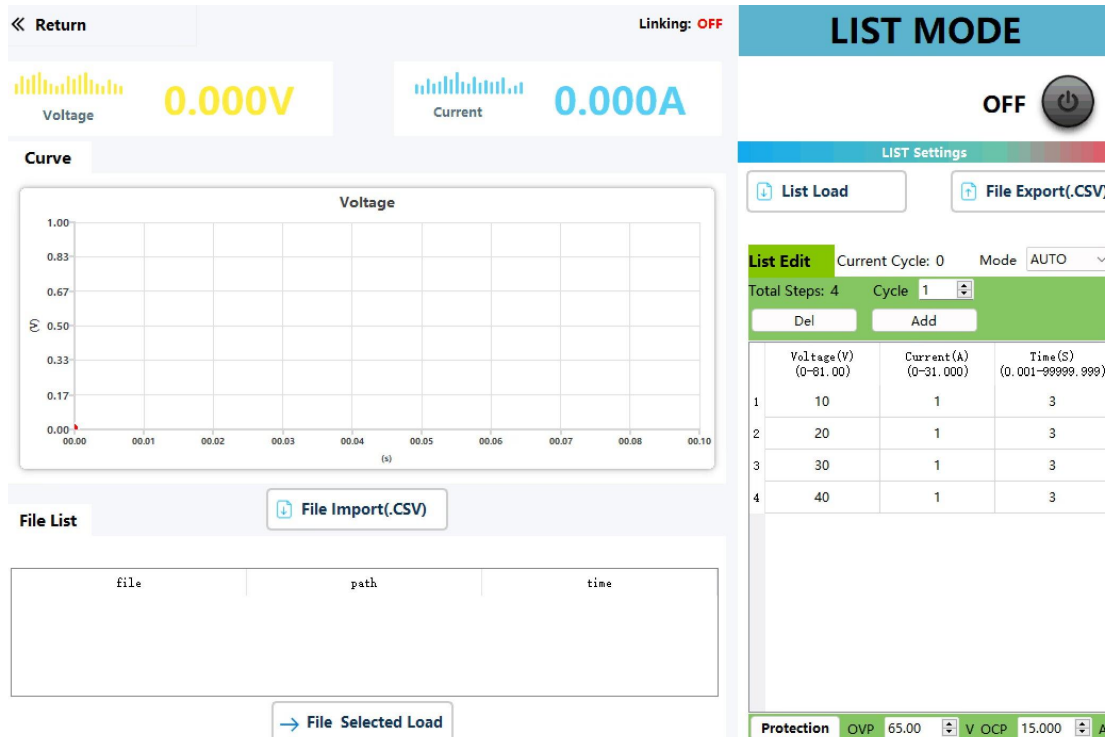 Return
Linking: OFF
LIST MODE
Voltage
0.000V
Current
0.000A
OFF
Curve
LIST Settings
List Load
File Export(.CSV)
Voltage
1.00
0.83
0.67
(V)
0.50
0.33
0.17
0.00
00.00 00.01 00.02 00.03 00.04 00.05 00.06 00.07 00.08 00.10
(s)
List Edit Current Cycle: 0 Mode AUTO
Total Steps: 4 Cycle 1
Del Add
Voltage(V) Current(A) Time(S)
(0-81.00) (0-31.000) (0.001-99999.999)
1 10 1 3
2 20 1 3
3 30 1 3
4 40 1 3
File List
File Import(.CSV)
file path time
File Selected Load
Protection OVP 65.00 V OCP 15.000 A